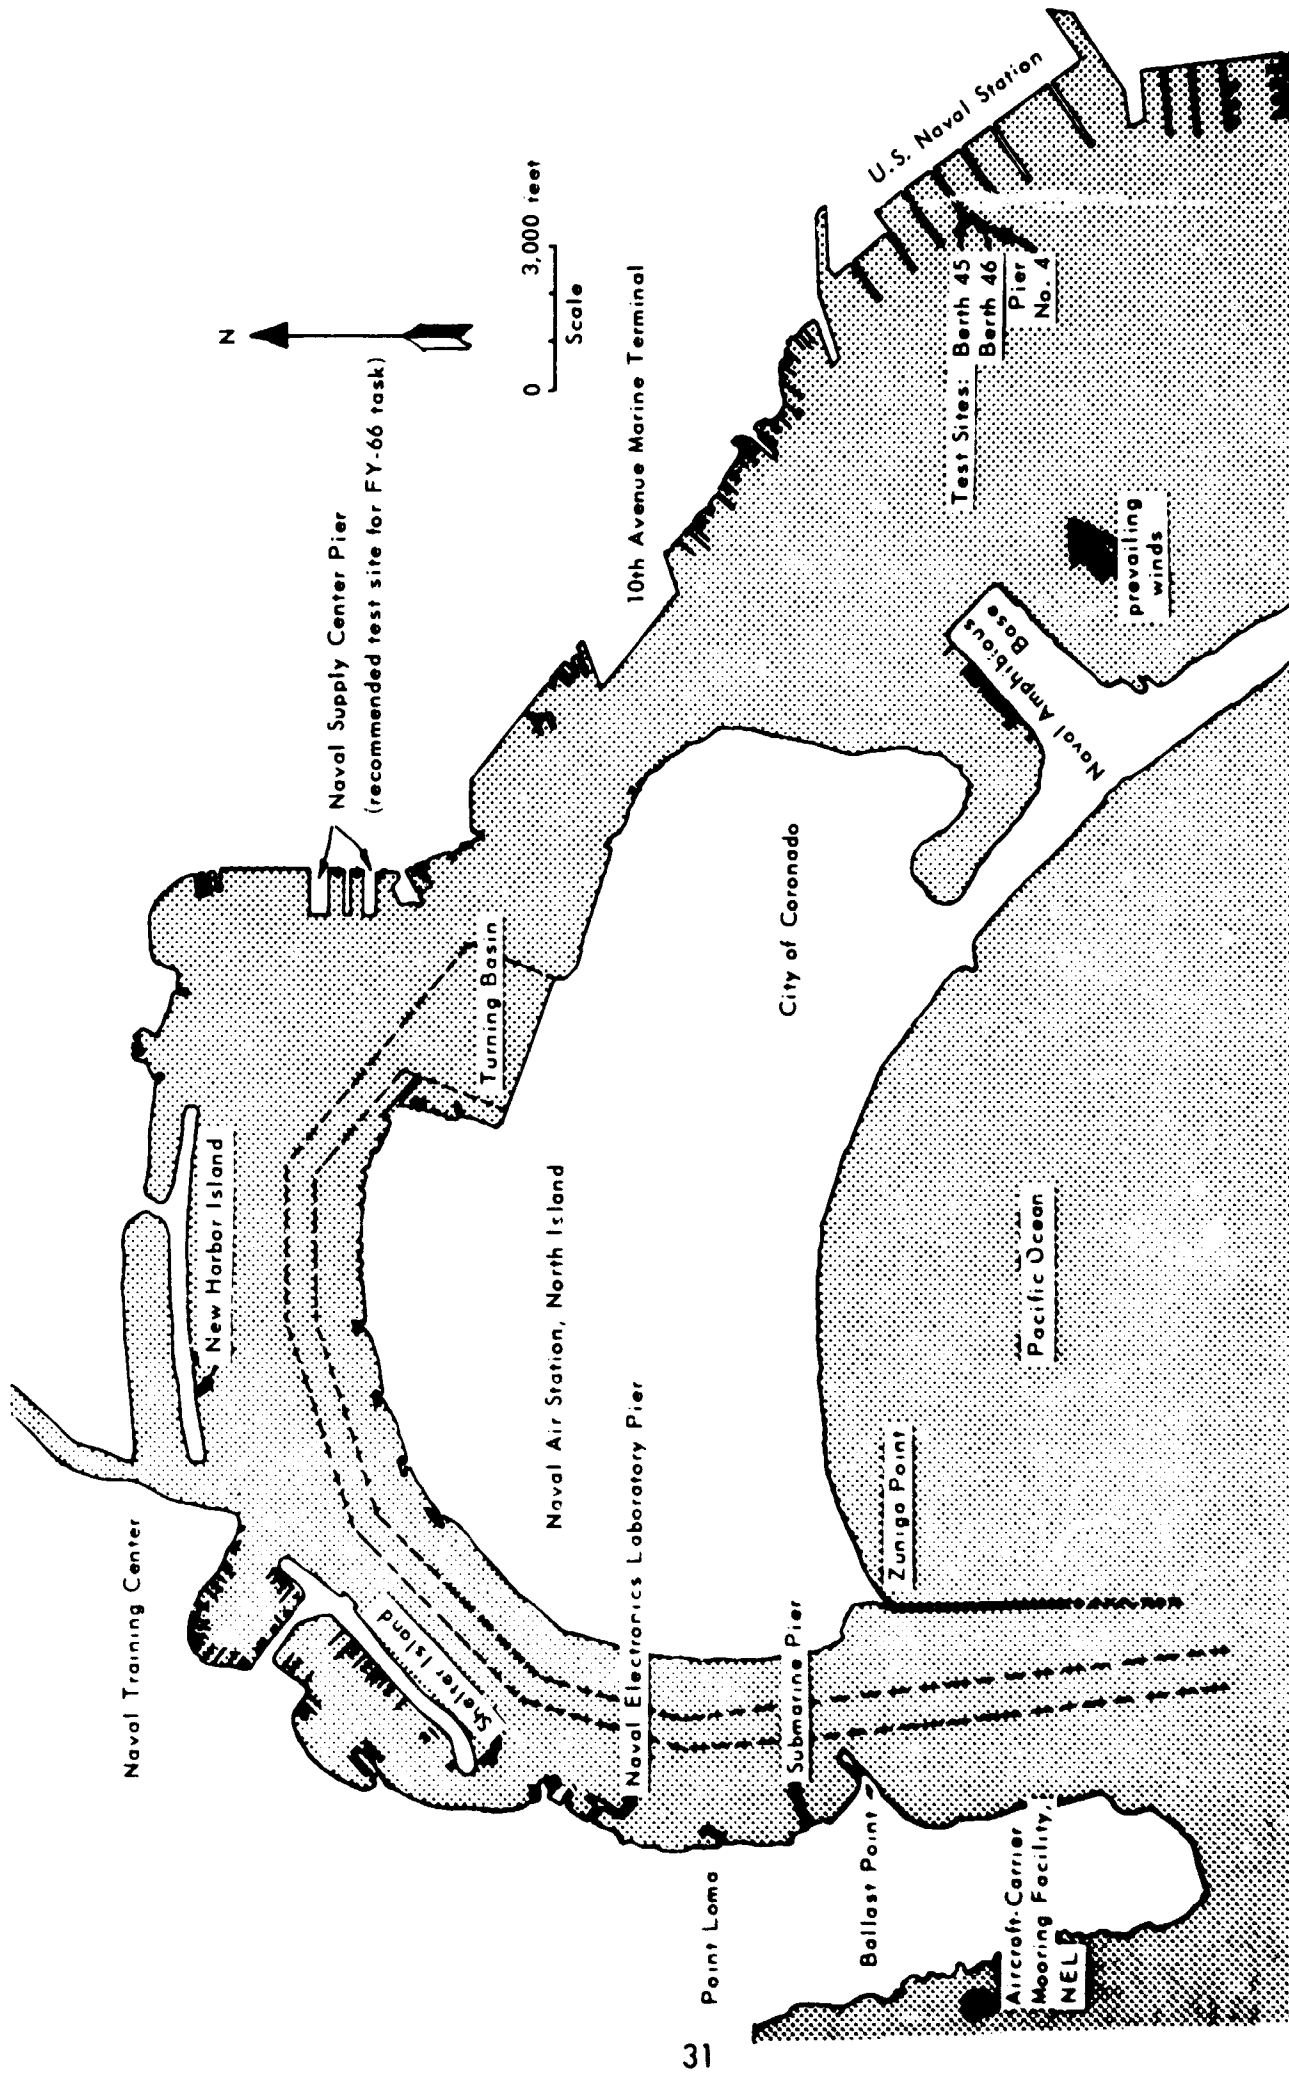 Naval Training Center
New Harbor Island
N
Naval Supply Center Pier
(recommended test site for FY-66 task)
0 3,000 feet
Scale
Shelter Island
Turning Basin
Naval Air Station, North Island
Naval Electronics Laboratory Pier
10th Avenue Marine Terminal
City of Coronado
Point Loma
Submarine Pier
Ballast Point
Zuniga Point
U.S. Naval Station
Test Sites: Berth 45
Berth 46
Pier
No. 4
Naval Amphibious
Base
prevailing
winds
Pacific Ocean
Aircraft-Carrier
Mooring Facility,
NEL
31